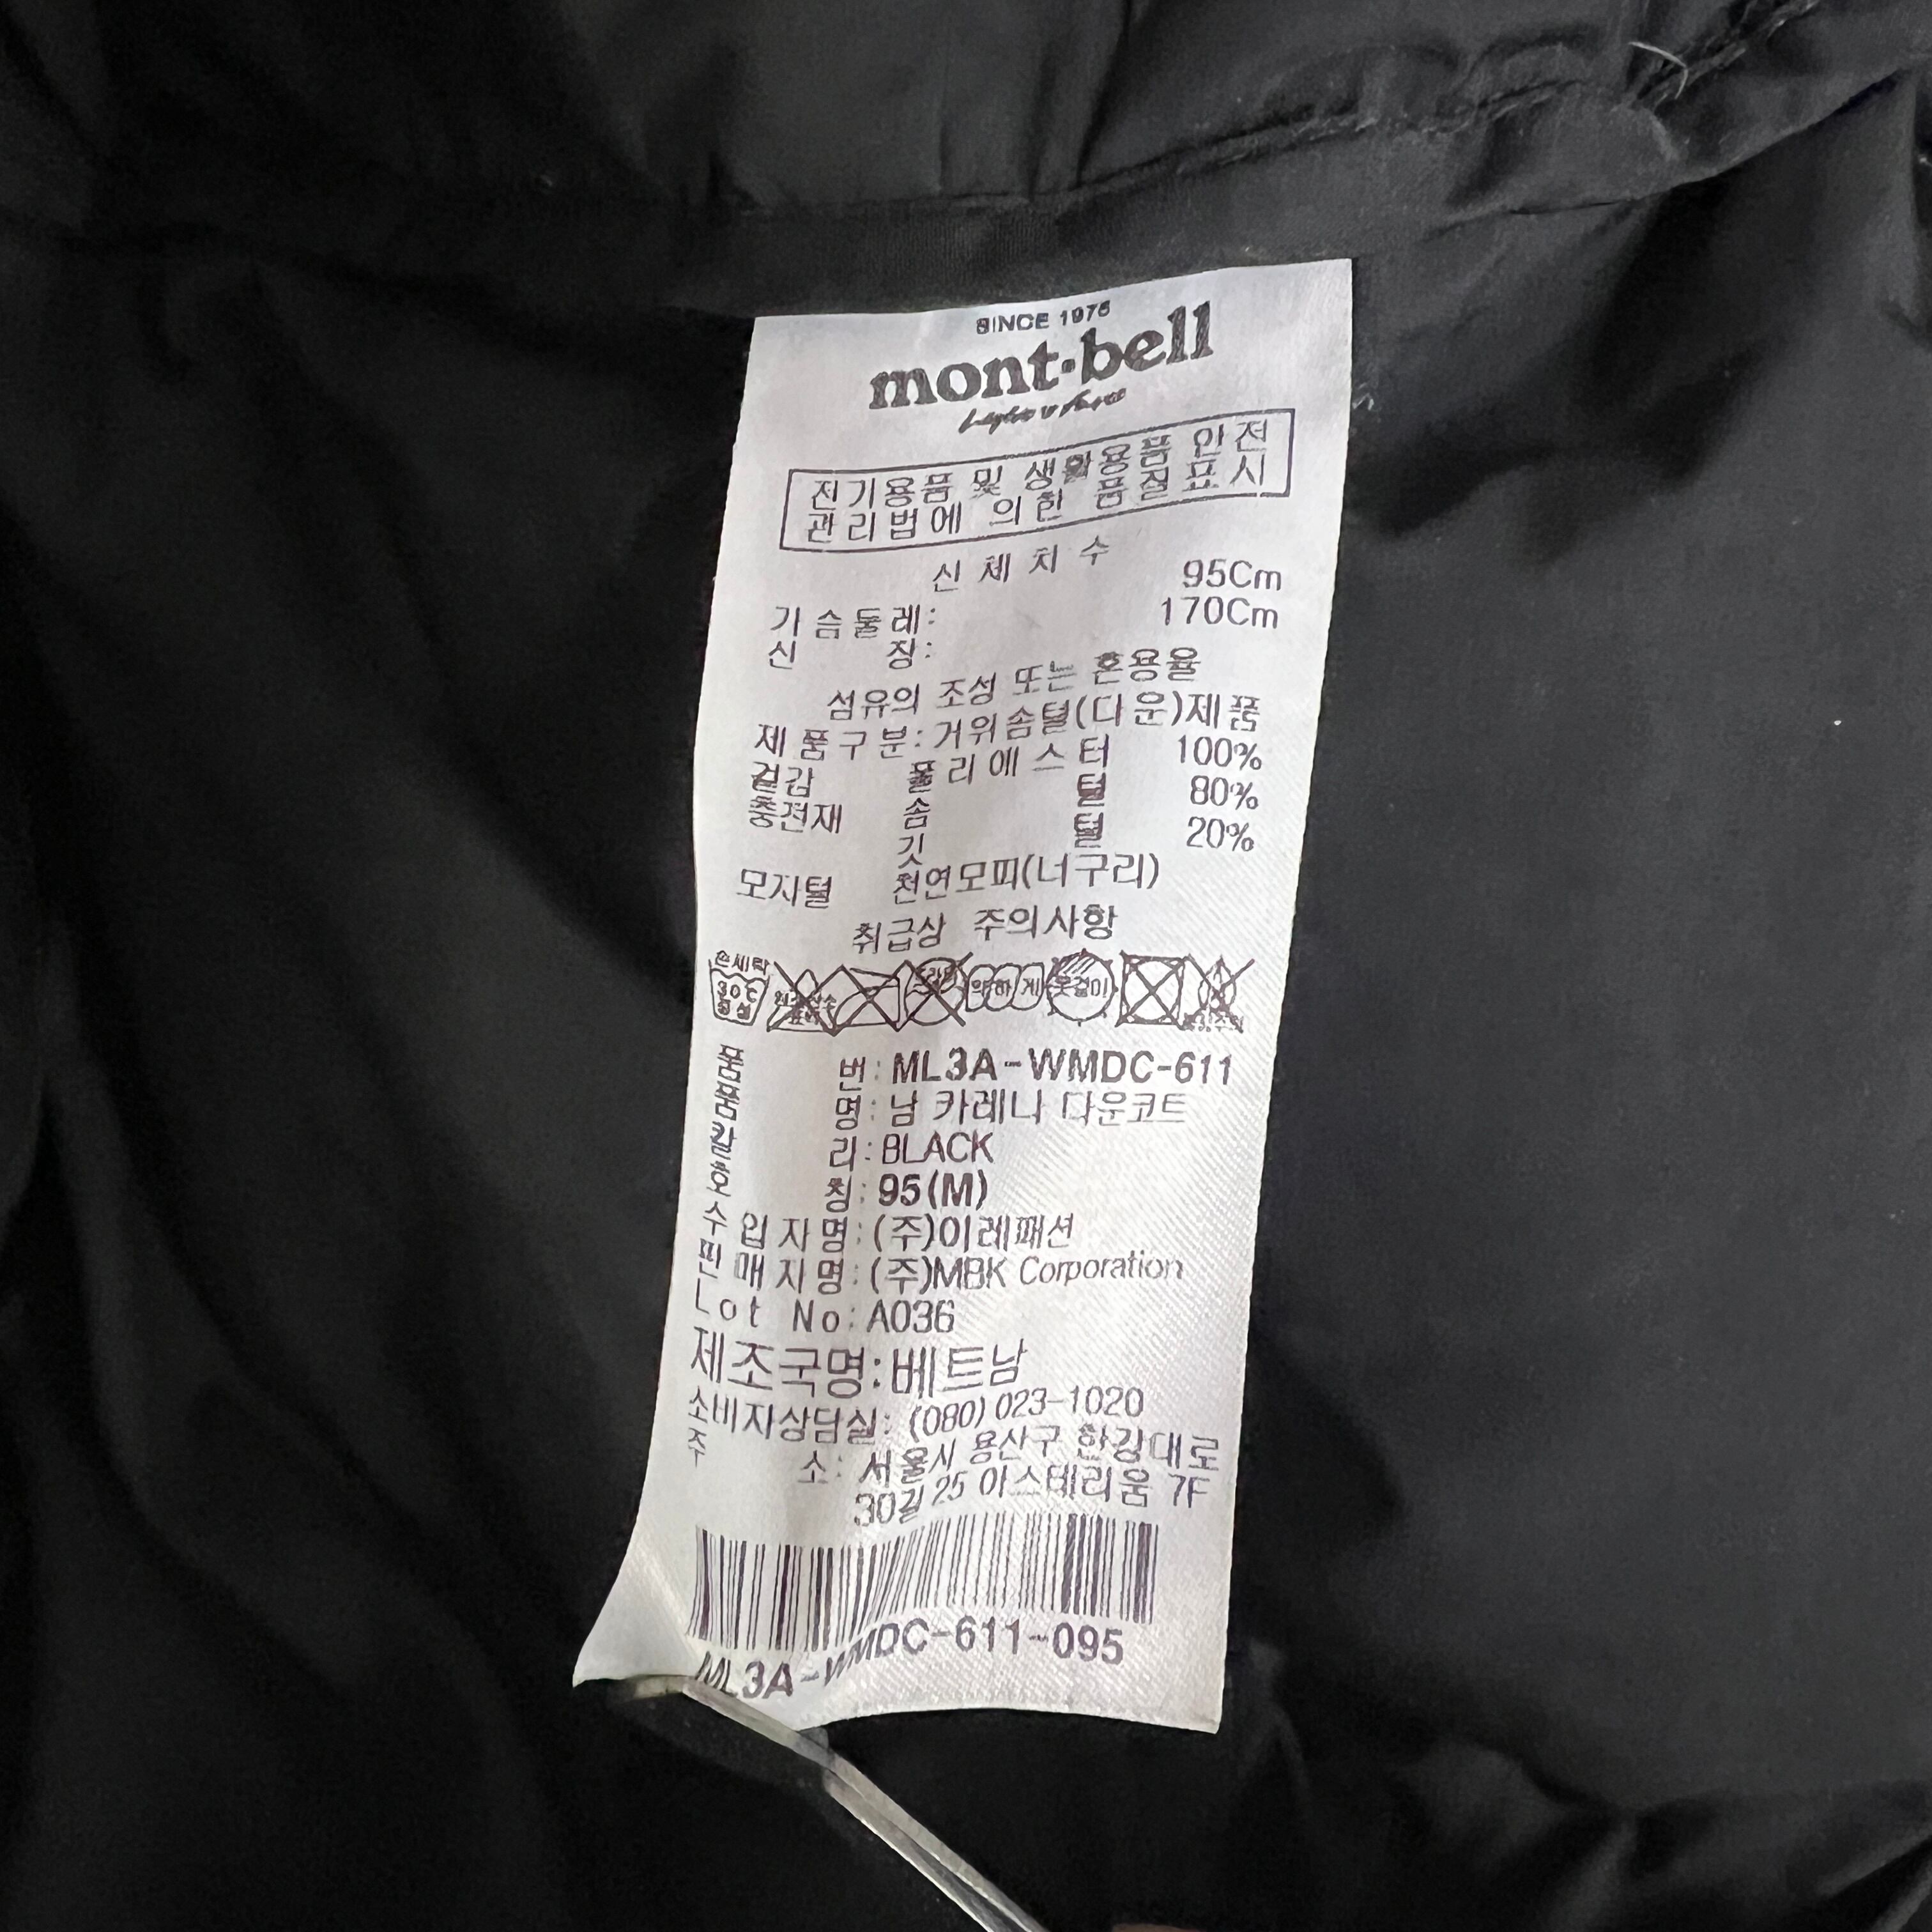 SINCE 1975
mont-bell
전기용품 및 생활용품 안전
관리법에 의한 품질표시
신체치수
가슴둘레: 95Cm
신장: 170Cm
섬유의 조성 또는 혼용율
제품구분: 거위솜털(다운)제품
겉감 폴리에스터 100%
충전재 솜털 80%
깃털 20%
모자털 천연모피(너구리)
취급상 주의사항
손세탁
30℃
중성
약하게
옷걸이
품번: ML3A-WMDC-611
품명: 남 카레나 다운코트
칼리: BLACK
호칭: 95(M)
수입자명: (주)이레패션
판매자명: (주)MBK Corporation
Lot No: A036
제조국명: 베트남
소비자상담실: (080) 023-1020
주소: 서울시 용산구 한강대로
30길 25 아스테리움 7F
ML3A-WMDC-611-095